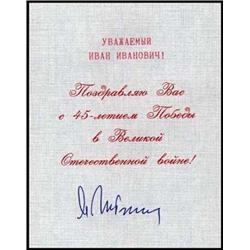 УВАЖАЕМЫЙ
ИВАН ИВАНОВИЧ!
Поздравляю Вас
с 45-летием Победы
в Великой
Отечественной войне!